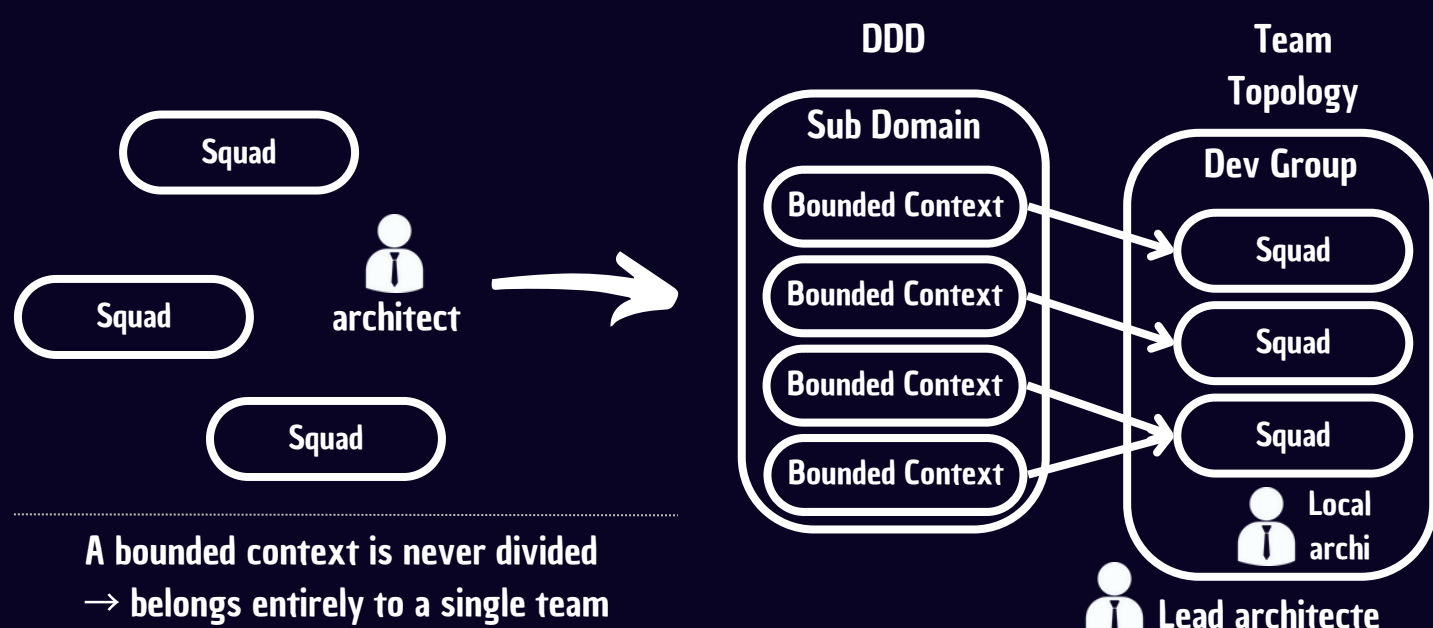 Squad
Squad
architect
Squad
A bounded context is never divided
→ belongs entirely to a single team
DDD
Sub Domain
Bounded Context
Bounded Context
Bounded Context
Bounded Context
Team
Topology
Dev Group
Squad
Squad
Squad
Local
archi
Lead architecte